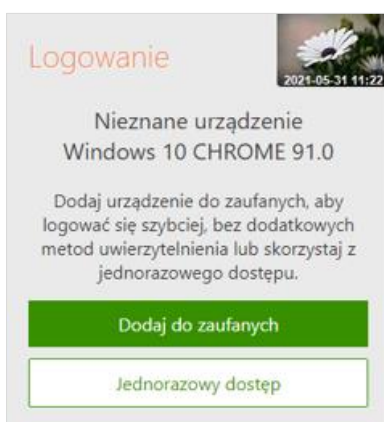 Logowanie
2021-05-31 11:22
Nieznane urządzenie
Windows 10 CHROME 91.0
Dodaj urządzenie do zaufanych, aby
logować się szybciej, bez dodatkowych
metod uwierzytelnienia lub skorzystaj z
jednorazowego dostępu.
Dodaj do zaufanych
Jednorazowy dostęp